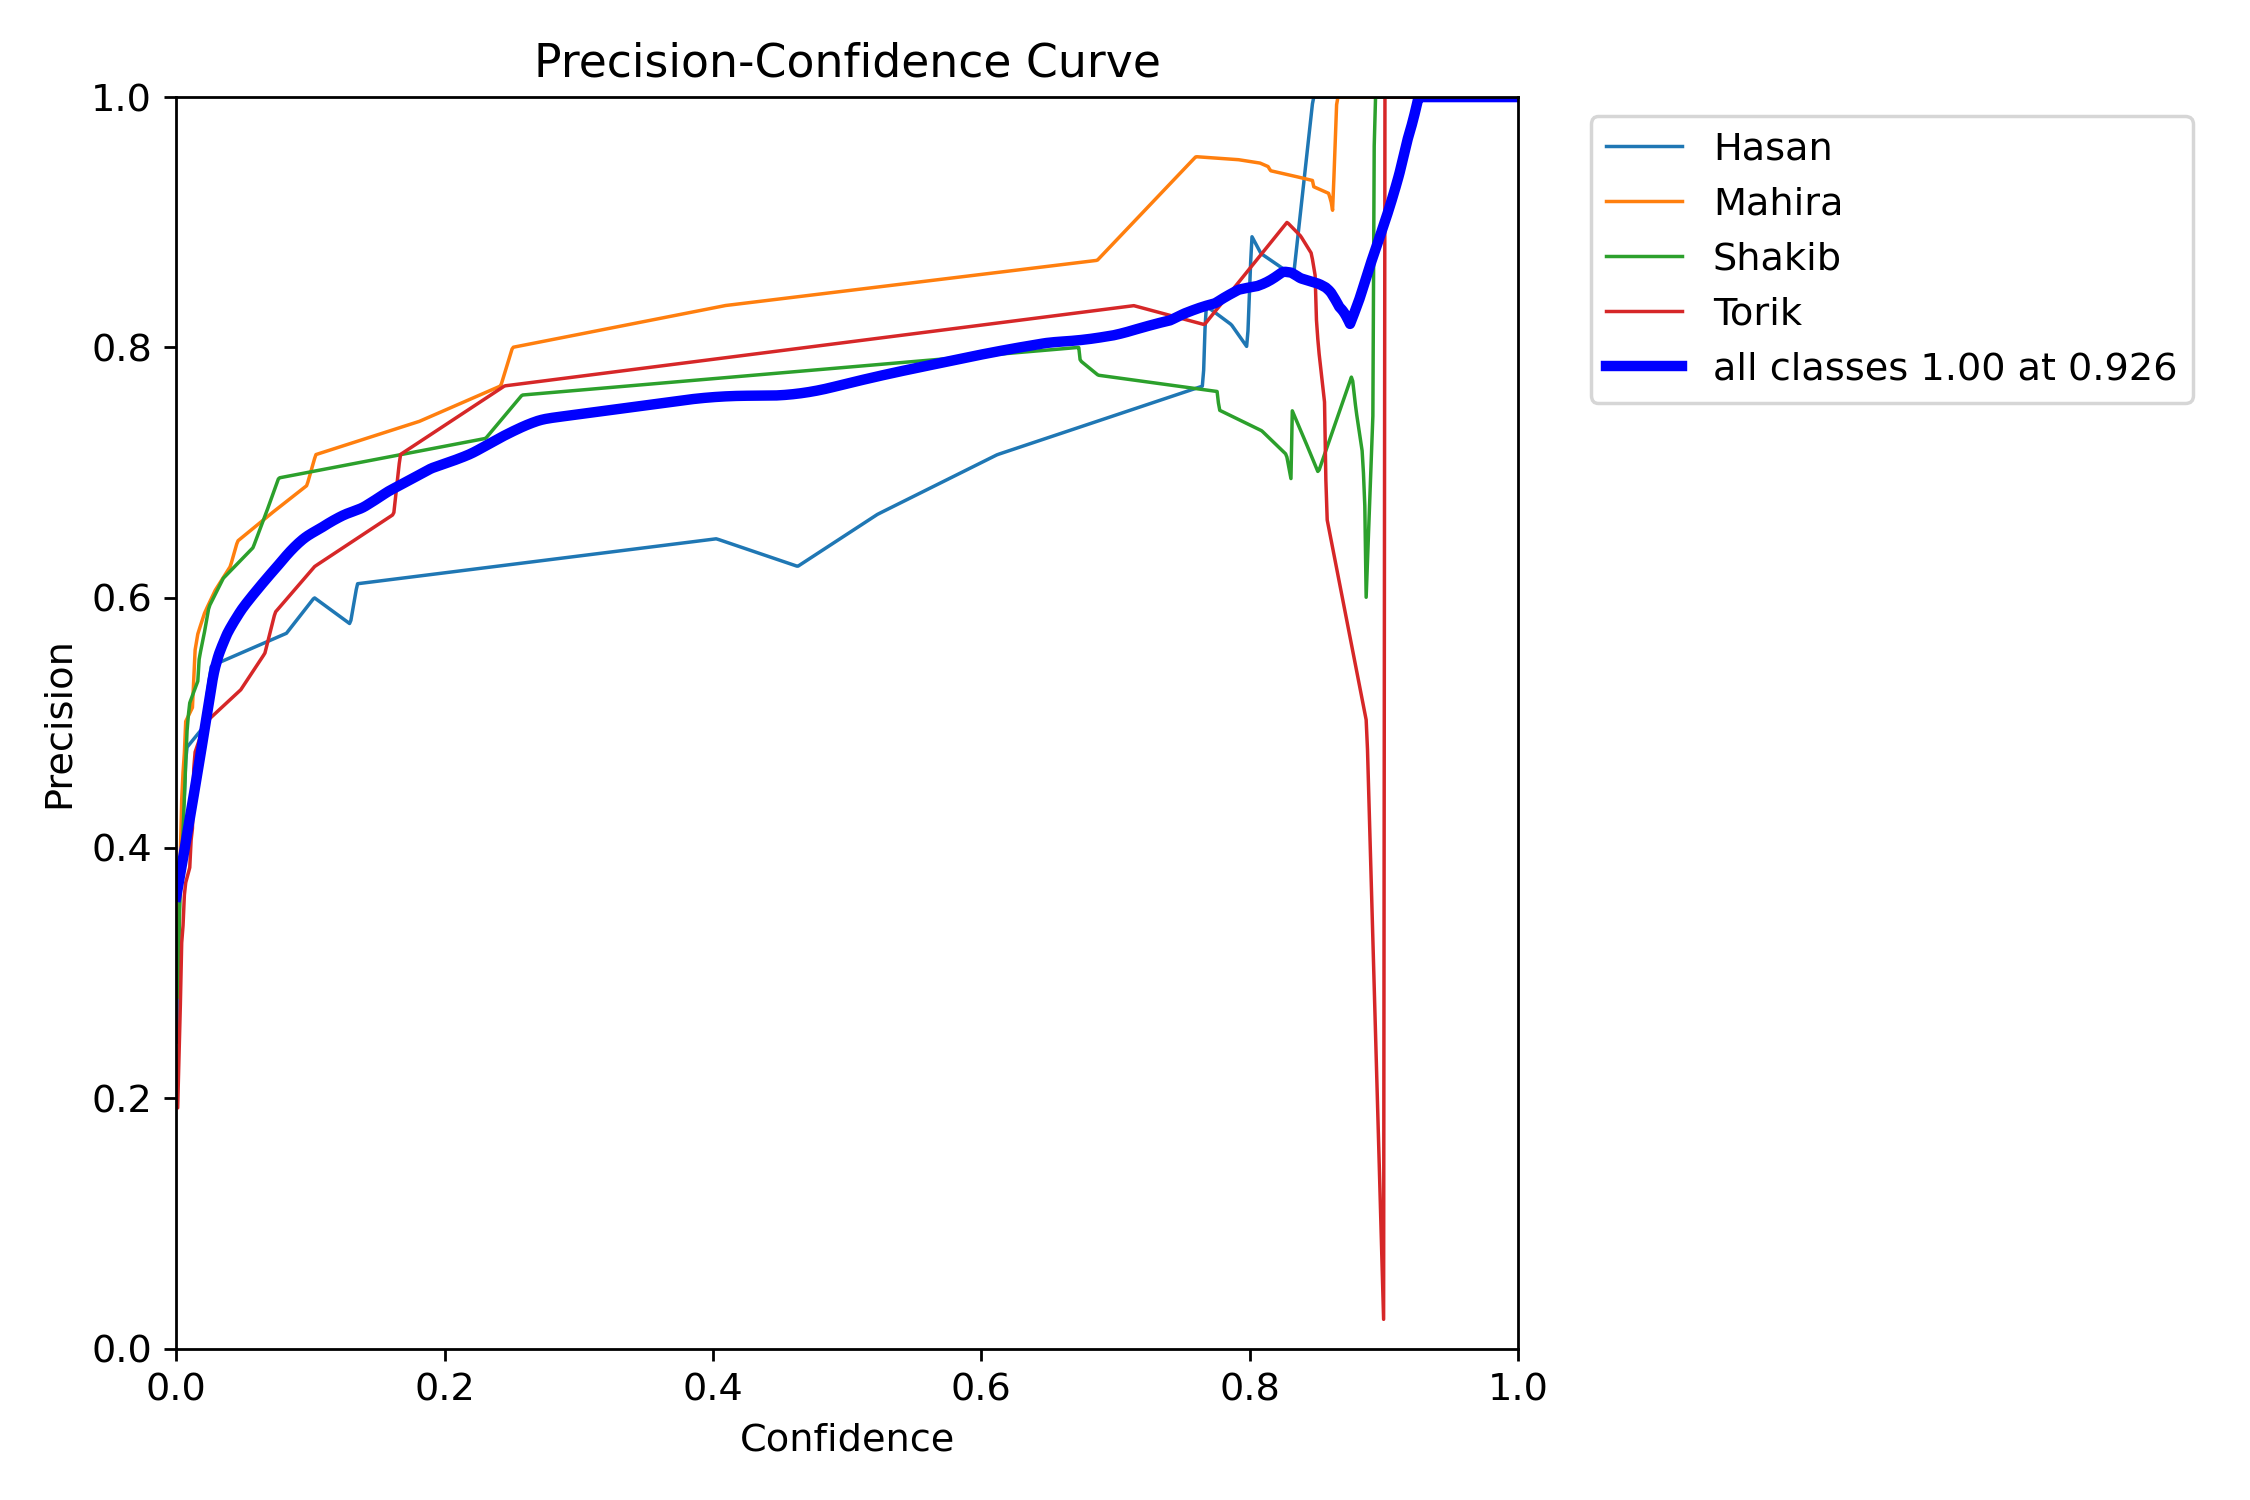 Precision-Confidence Curve
1.0
0.8
0.6
0.4
0.2
0.0
Precision
0.0 0.2 0.4 0.6 0.8 1.0
Confidence
Hasan
Mahira
Shakib
Torik
all classes 1.00 at 0.926